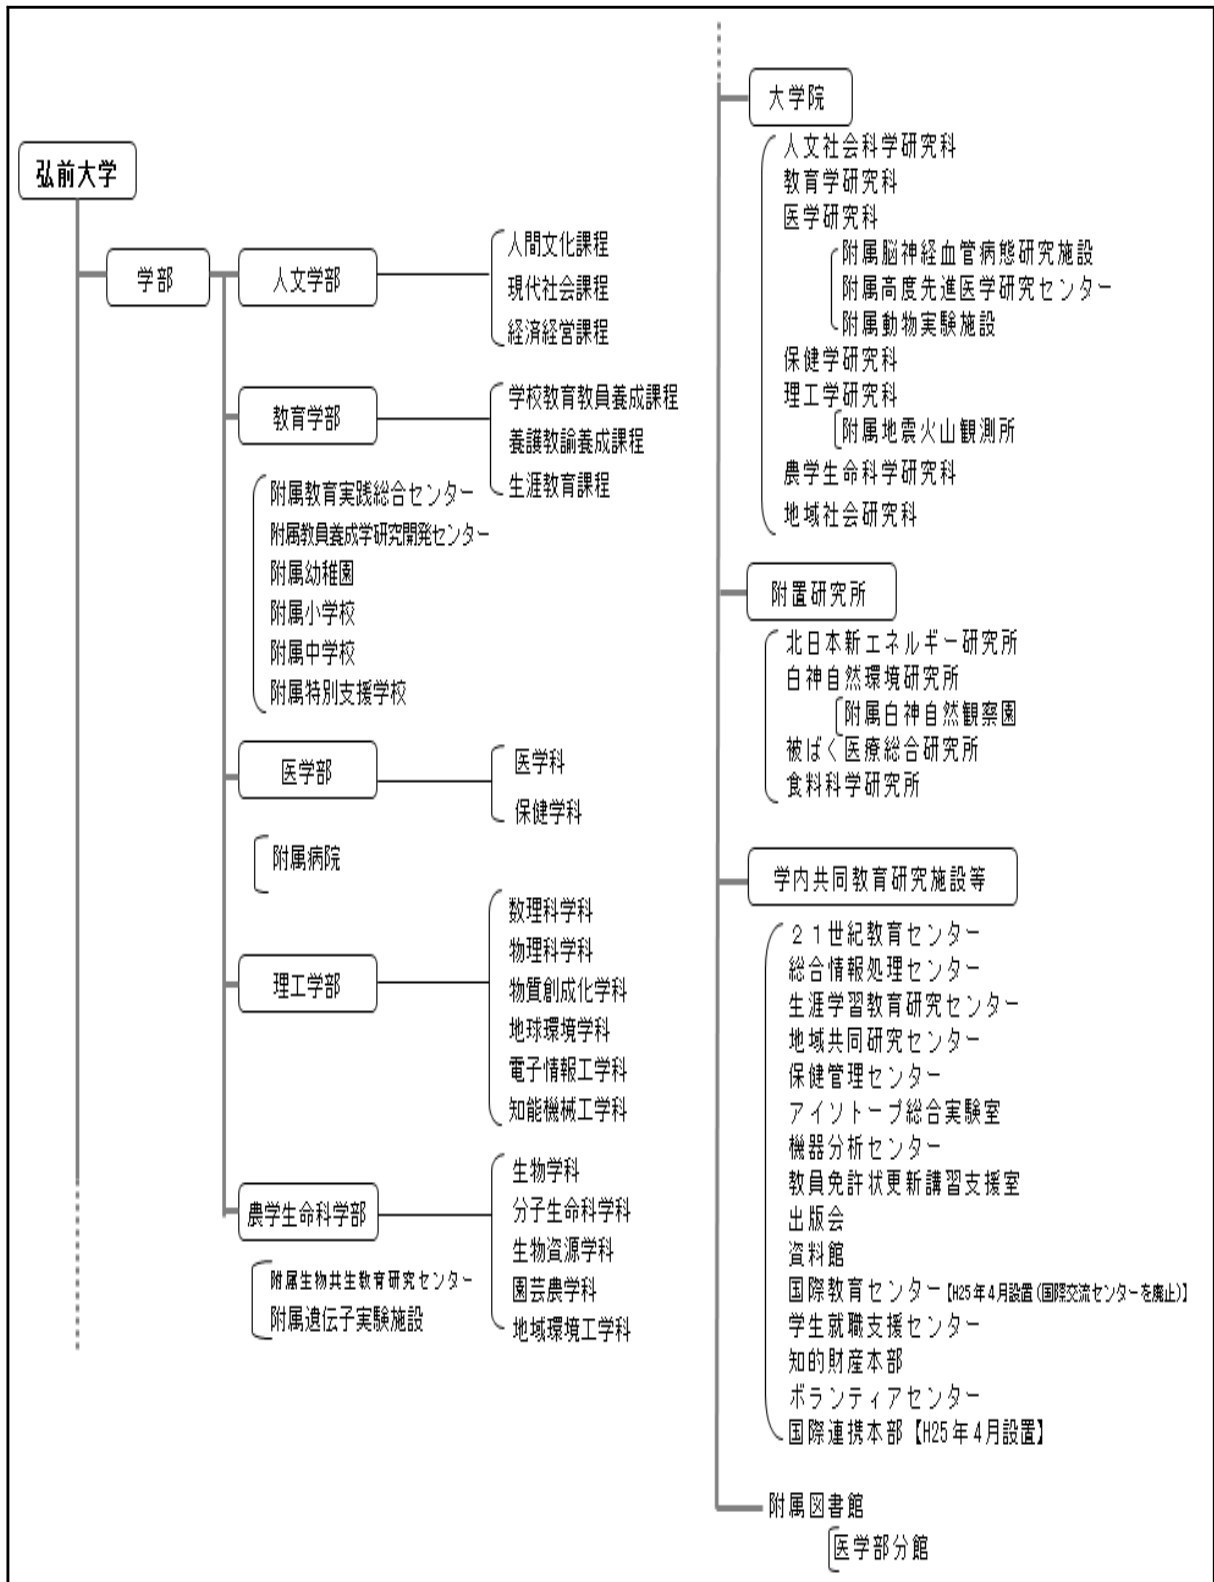 弘前大学
学部
人文学部
人間文化課程
現代社会課程
経済経営課程
教育学部
学校教育教員養成課程
養護教諭養成課程
生涯教育課程
附属教育実践総合センター
附属教員養成学研究開発センター
附属幼稚園
附属小学校
附属中学校
附属特別支援学校
医学部
医学科
保健学科
附属病院
理工学部
数理科学科
物理科学科
物質創成化学科
地球環境学科
電子情報工学科
知能機械工学科
農学生命科学部
生物学科
分子生命科学科
生物資源学科
園芸農学科
地域環境工学科
附属生物共生教育研究センター
附属遺伝子実験施設
大学院
人文社会科学研究科
教育学研究科
医学研究科
附属脳神経血管病態研究施設
附属高度先進医学研究センター
附属動物実験施設
保健学研究科
理工学研究科
附属地震火山観測所
農学生命科学研究科
地域社会研究科
附置研究所
北日本新エネルギー研究所
白神自然環境研究所
附属白神自然観察園
被ばく医療総合研究所
食料科学研究所
学内共同教育研究施設等
２１世紀教育センター
総合情報処理センター
生涯学習教育研究センター
地域共同研究センター
保健管理センター
アイソトープ総合実験室
機器分析センター
教員免許状更新講習支援室
出版会
資料館
国際教育センター【H25年4月設置(国際交流センターを廃止)】
学生就職支援センター
知的財産本部
ボランティアセンター
国際連携本部【H25年4月設置】
附属図書館
医学部分館